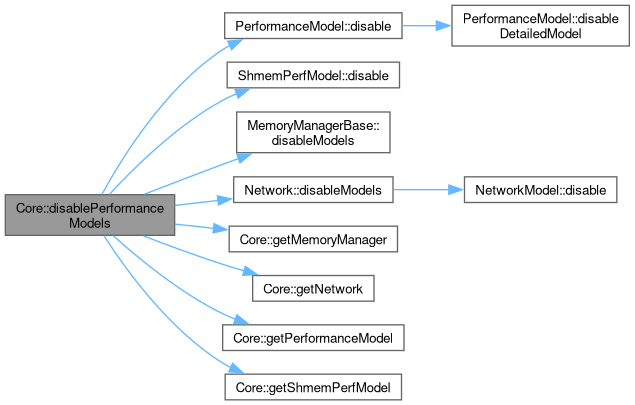 PerformanceModel::disable
PerformanceModel::disable
DetailedModel
ShmemPerfModel::disable
MemoryManagerBase::
disableModels
Core::disablePerformance
Models
Network::disableModels
NetworkModel::disable
Core::getMemoryManager
Core::getNetwork
Core::getPerformanceModel
Core::getShmemPerfModel